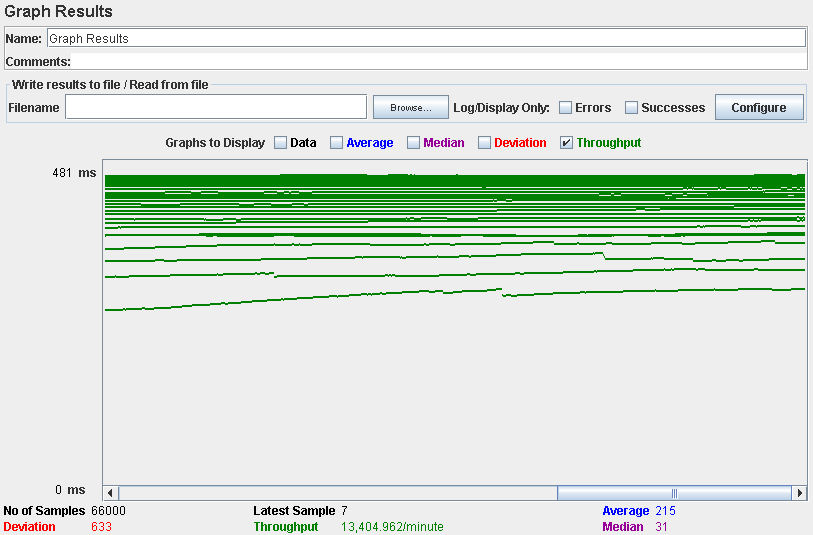 Graph Results
Name: Graph Results
Comments:
Write results to file / Read from file
Filename Browse... Log/Display Only: Errors Successes Configure
Graphs to Display Data Average Median Deviation Throughput
481 ms
0 ms
No of Samples 66000 Latest Sample 7 Average 215
Deviation 633 Throughput 13,404.962/minute Median 31